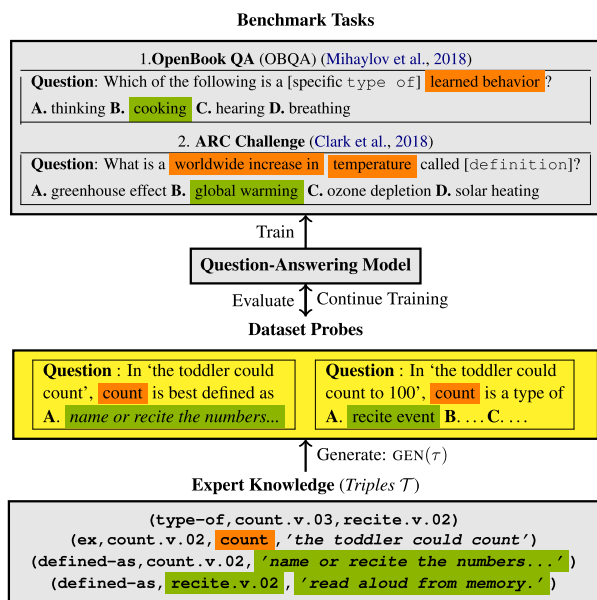 Benchmark Tasks
1.OpenBook QA (OBQA) (Mihaylov et al., 2018)
Question: Which of the following is a [specific type of] learned behavior ?
A. thinking B. cooking C. hearing D. breathing
2. ARC Challenge (Clark et al., 2018)
Question: What is a worldwide increase in temperature called [definition]?
A. greenhouse effect B. global warming C. ozone depletion D. solar heating
Train
Question-Answering Model
Evaluate Continue Training
Dataset Probes
Question : In ‘the toddler could
count’, count is best defined as
A. name or recite the numbers...
Question : In ‘the toddler could
count to 100’, count is a type of
A. recite event B. ... C. ...
Generate: GEN(τ)
Expert Knowledge (Triples T)
(type-of,count.v.03,recite.v.02)
(ex,count.v.02,count,'the toddler could count')
(defined-as,count.v.02,'name or recite the numbers...')
(defined-as,recite.v.02,'read aloud from memory.')